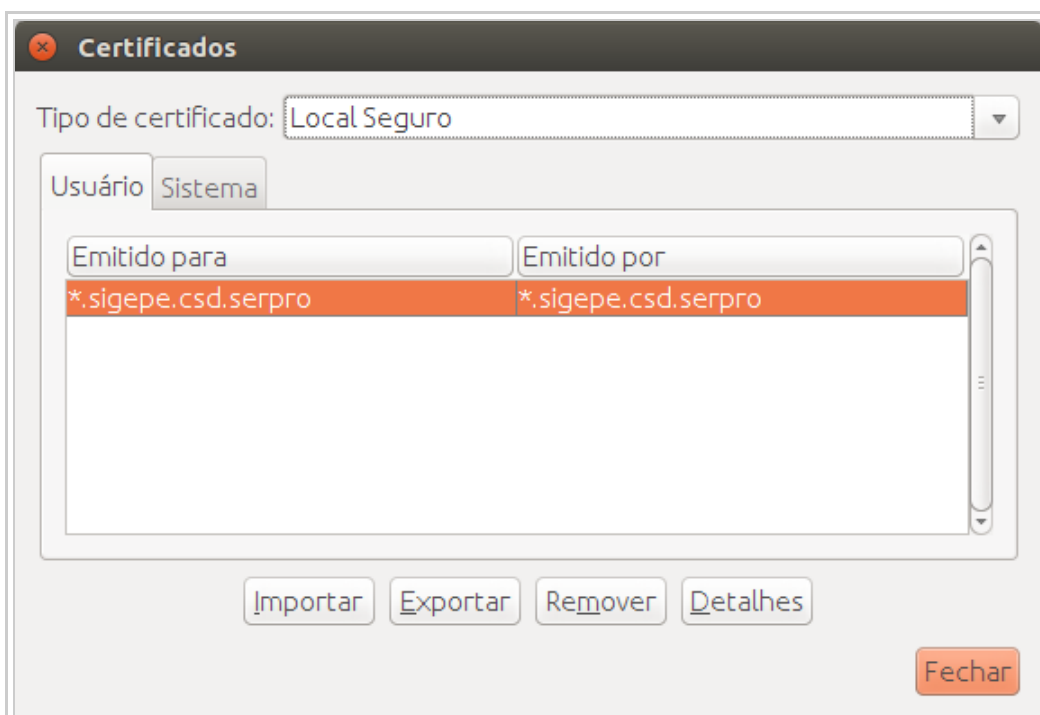 Certificados
Tipo de certificado: Local Seguro
Usuário Sistema
Emitido para Emitido por
*.sigepe.csd.serpro *.sigepe.csd.serpro
Importar Exportar Remover Detalhes
Fechar